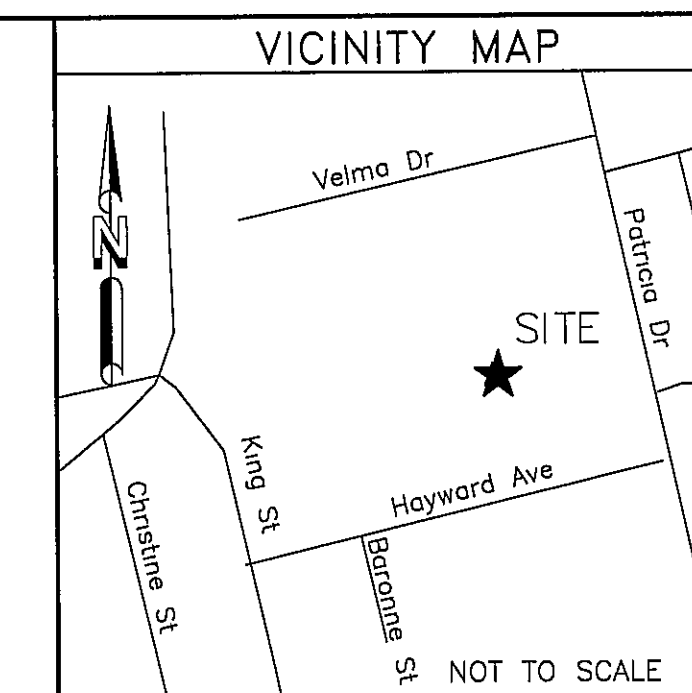 VICINITY MAP
Velma Dr
N
Patricia Dr
SITE
King St
Hayward Ave
Christine St
Baronne St
NOT TO SCALE